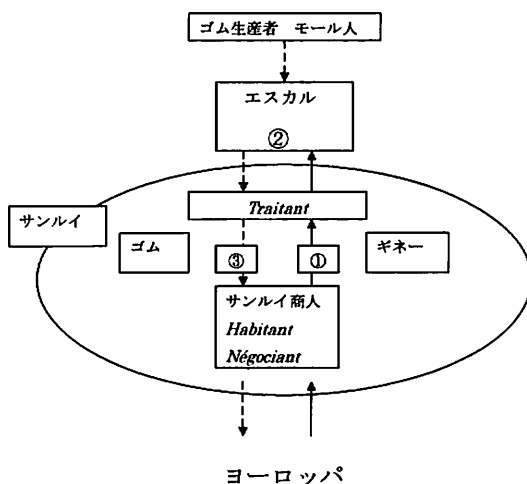 ゴム生産者 モール人
エスカル
②
Traitant
サンルイ
ゴム
③
①
ギネー
サンルイ商人
Habitant
Négociant
ヨーロッパ